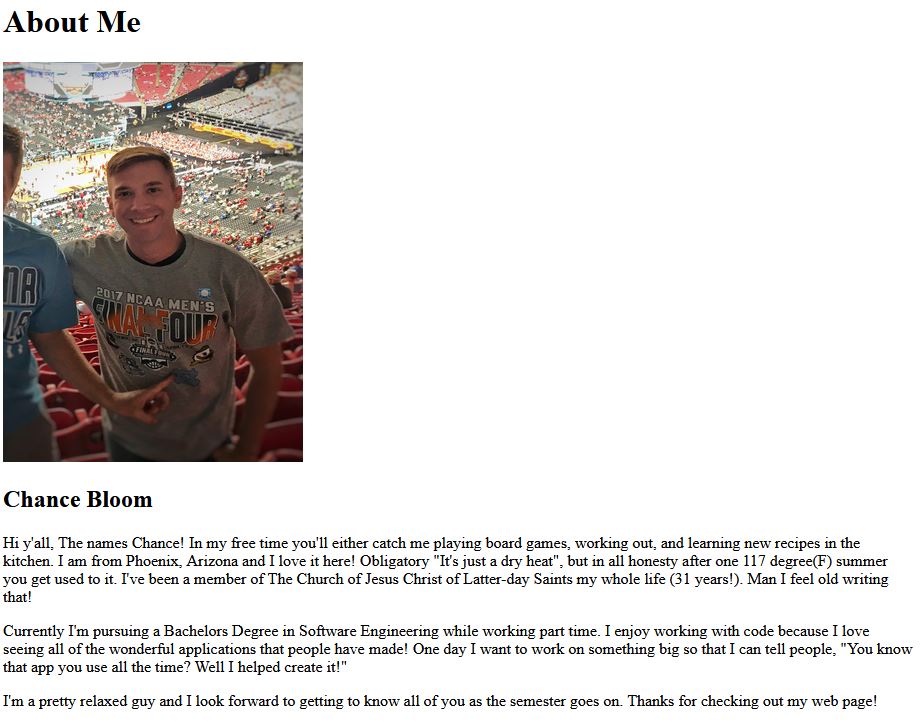 About Me
NA
2017 NCAA MEN'S
FINAL FOUR
FINAL FOUR
Chance Bloom
Hi y'all, The names Chance! In my free time you'll either catch me playing board games, working out, and learning new recipes in the
kitchen. I am from Phoenix, Arizona and I love it here! Obligatory "It's just a dry heat", but in all honesty after one 117 degree(F) summer
you get used to it. I've been a member of The Church of Jesus Christ of Latter-day Saints my whole life (31 years!). Man I feel old writing
that!
Currently I'm pursuing a Bachelors Degree in Software Engineering while working part time. I enjoy working with code because I love
seeing all of the wonderful applications that people have made! One day I want to work on something big so that I can tell people, "You know
that app you use all the time? Well I helped create it!"
I'm a pretty relaxed guy and I look forward to getting to know all of you as the semester goes on. Thanks for checking out my web page!